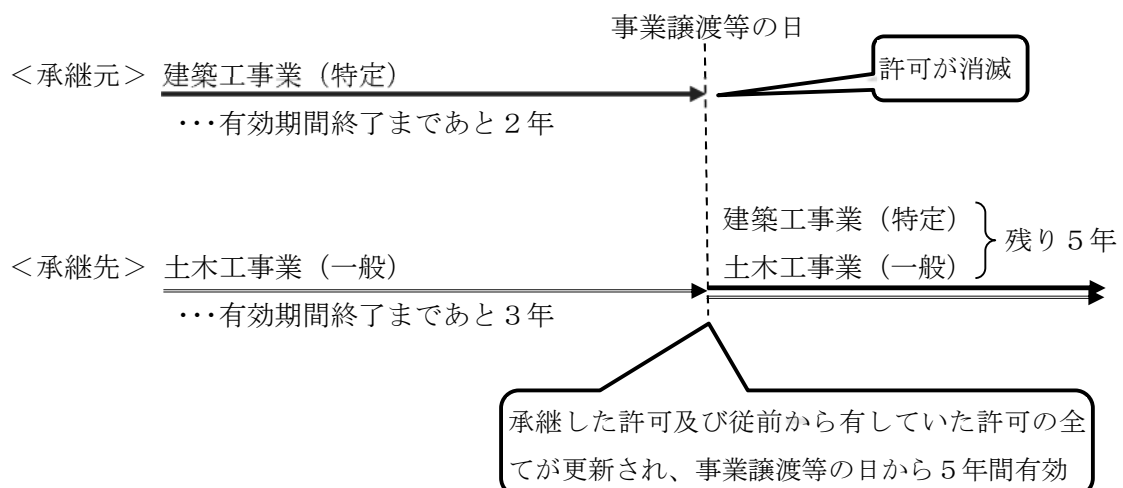 事業譲渡等の日
許可が消滅
<承継元> 建築工事業(特定)
・・・有効期間終了まであと2年
建築工事業(特定)
土木工事業(一般)
残り5年
<承継先> 土木工事業(一般)
・・・有効期間終了まであと3年
承継した許可及び従前から有していた許可の全
てが更新され、事業譲渡等の日から5年間有効